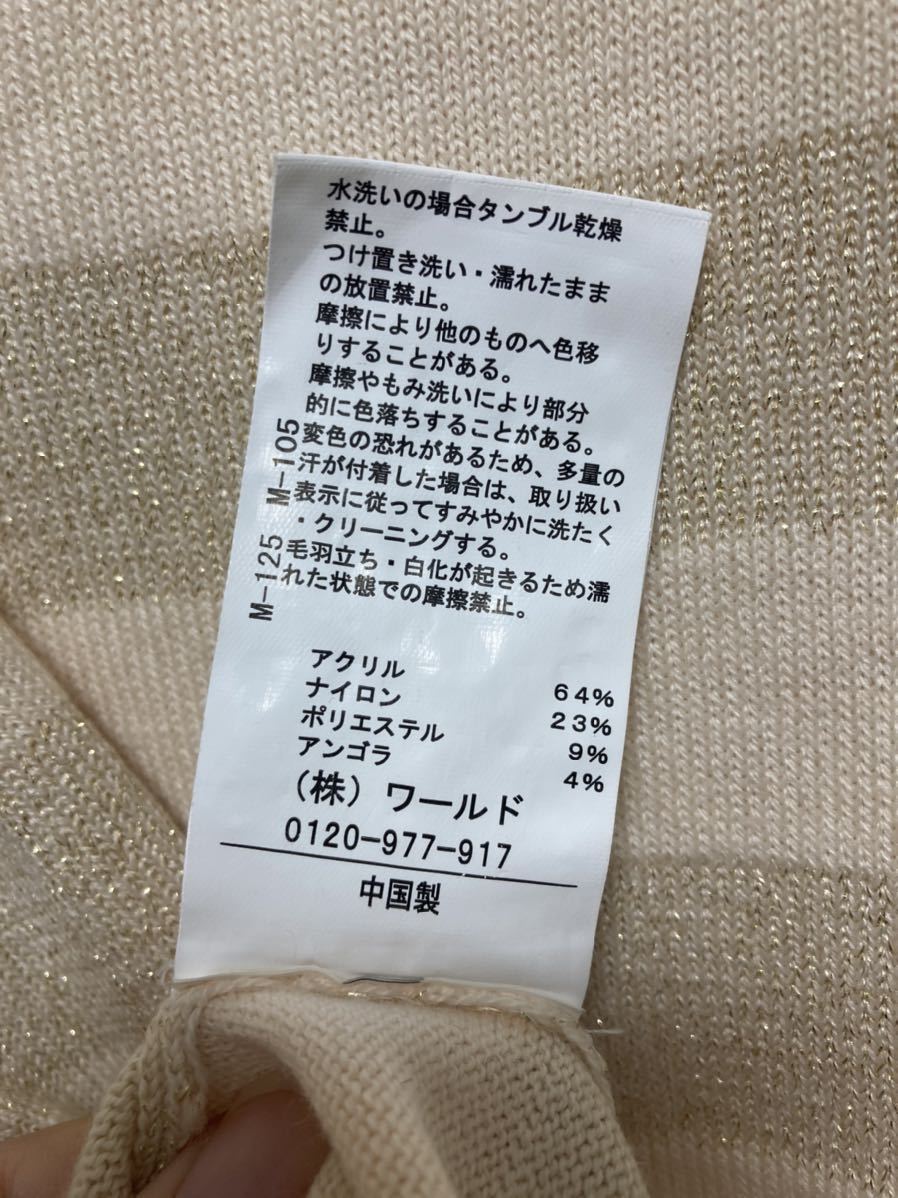 水洗いの場合タンブル乾燥
禁止。
つけ置き洗い・濡れたまま
の放置禁止。
摩擦により他のものへ色移
りすることがある。
摩擦やもみ洗いにより部分
的に色落ちすることがある。
変色の恐れがあるため、多量の
汗が付着した場合は、取り扱い
表示に従ってすみやかに洗たく
・クリーニングする。
毛羽立ち・白化が起きるため濡
れた状態での摩擦禁止。
M-125 M-105
アクリル 64%
ナイロン 23%
ポリエステル 9%
アンゴラ 4%
(株) ワールド
0120-977-917
中国製